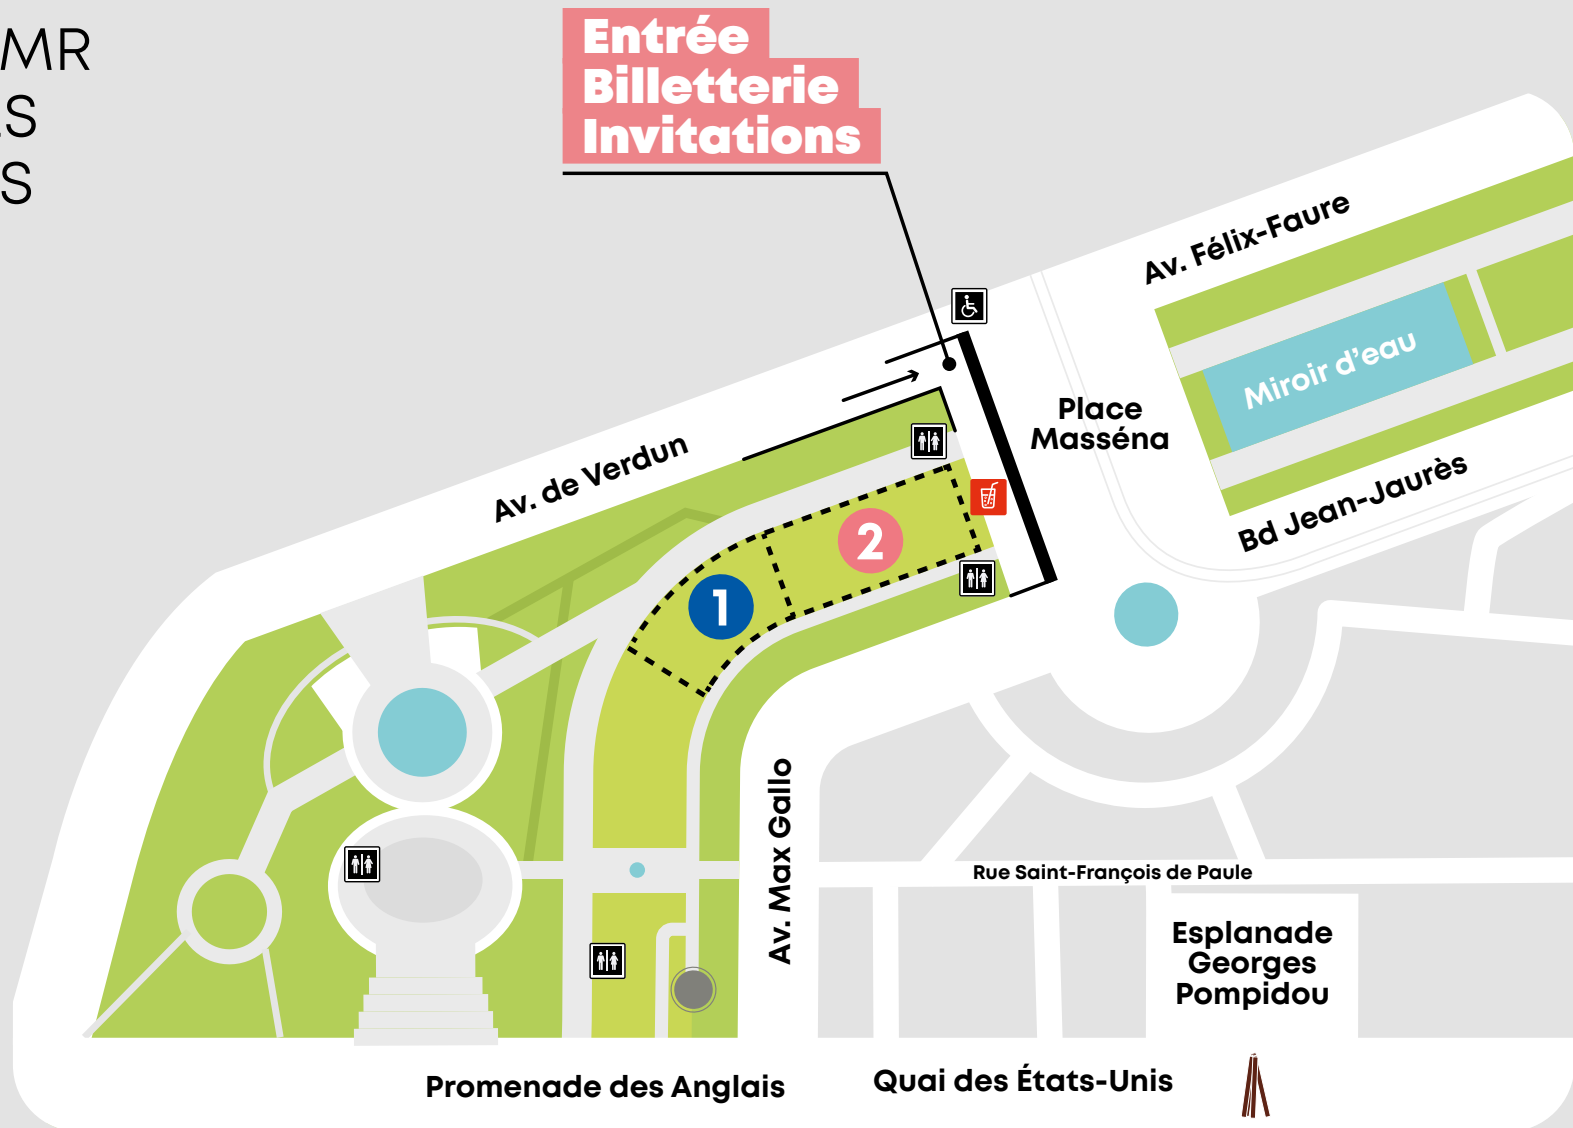 MR
S
S
Entrée
Billetterie
Invitations
Av. Félix-Faure
Miroir d'eau
Place
Masséna
Bd Jean-Jaurès
Av. de Verdun
2
1
Av. Max Gallo
Rue Saint-François de Paule
Esplanade
Georges
Pompidou
Promenade des Anglais
Quai des États-Unis